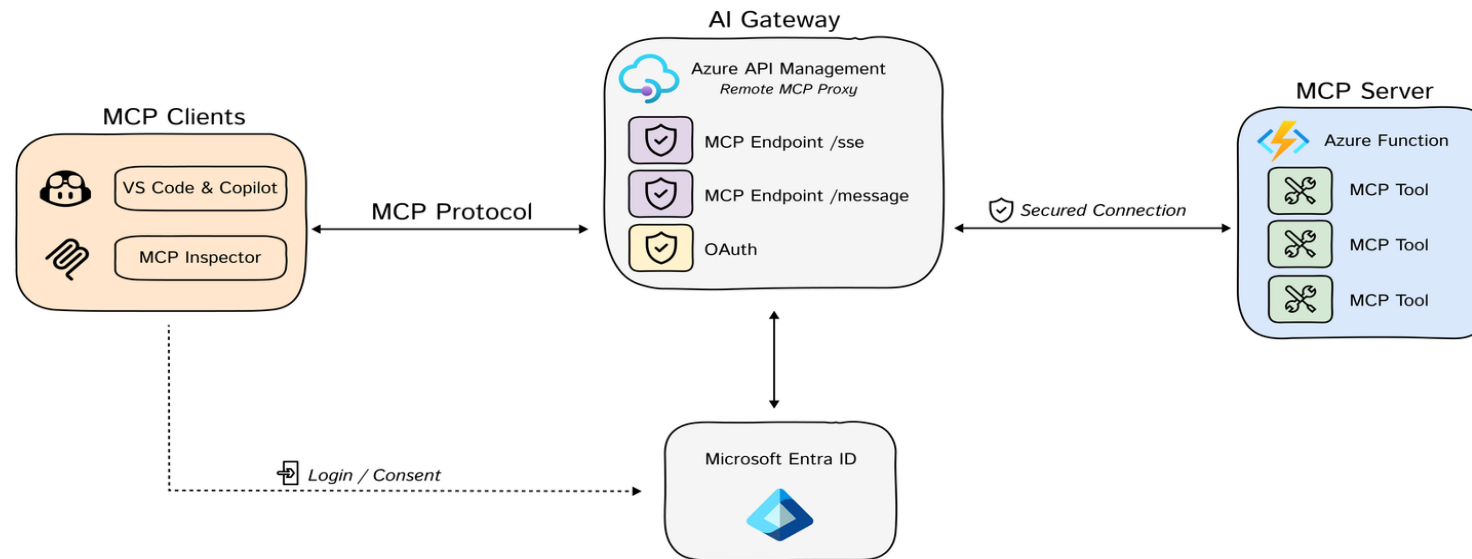 AI Gateway
Azure API Management
Remote MCP Proxy
MCP Endpoint /sse
MCP Endpoint /message
OAuth
MCP Clients
VS Code & Copilot
MCP Inspector
MCP Protocol
Secured Connection
MCP Server
Azure Function
MCP Tool
MCP Tool
MCP Tool
Login / Consent
Microsoft Entra ID